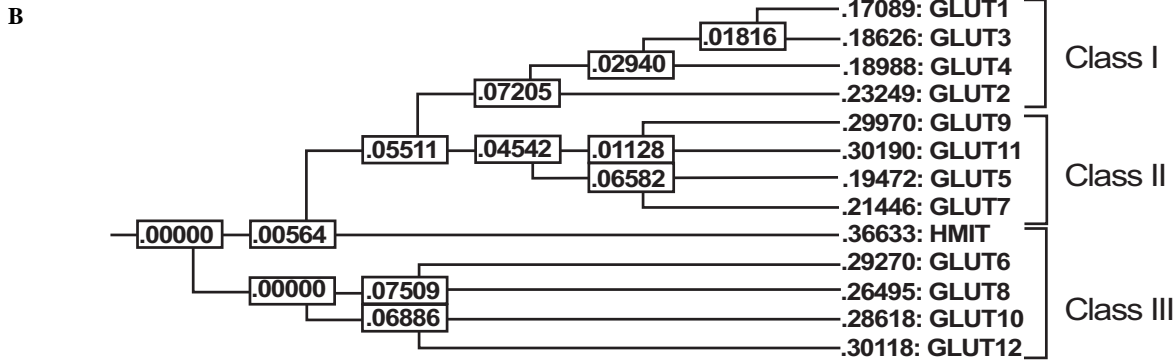 B
.17089: GLUT1
.01816
.18626: GLUT3
Class I
.02940
.18988: GLUT4
.07205
.23249: GLUT2
.29970: GLUT9
.05511
.04542
.01128
.30190: GLUT11
Class II
.06582
.19472: GLUT5
.21446: GLUT7
.00000
.00564
.36633: HMIT
.29270: GLUT6
.00000
.07509
.26495: GLUT8
Class III
.06886
.28618: GLUT10
.30118: GLUT12